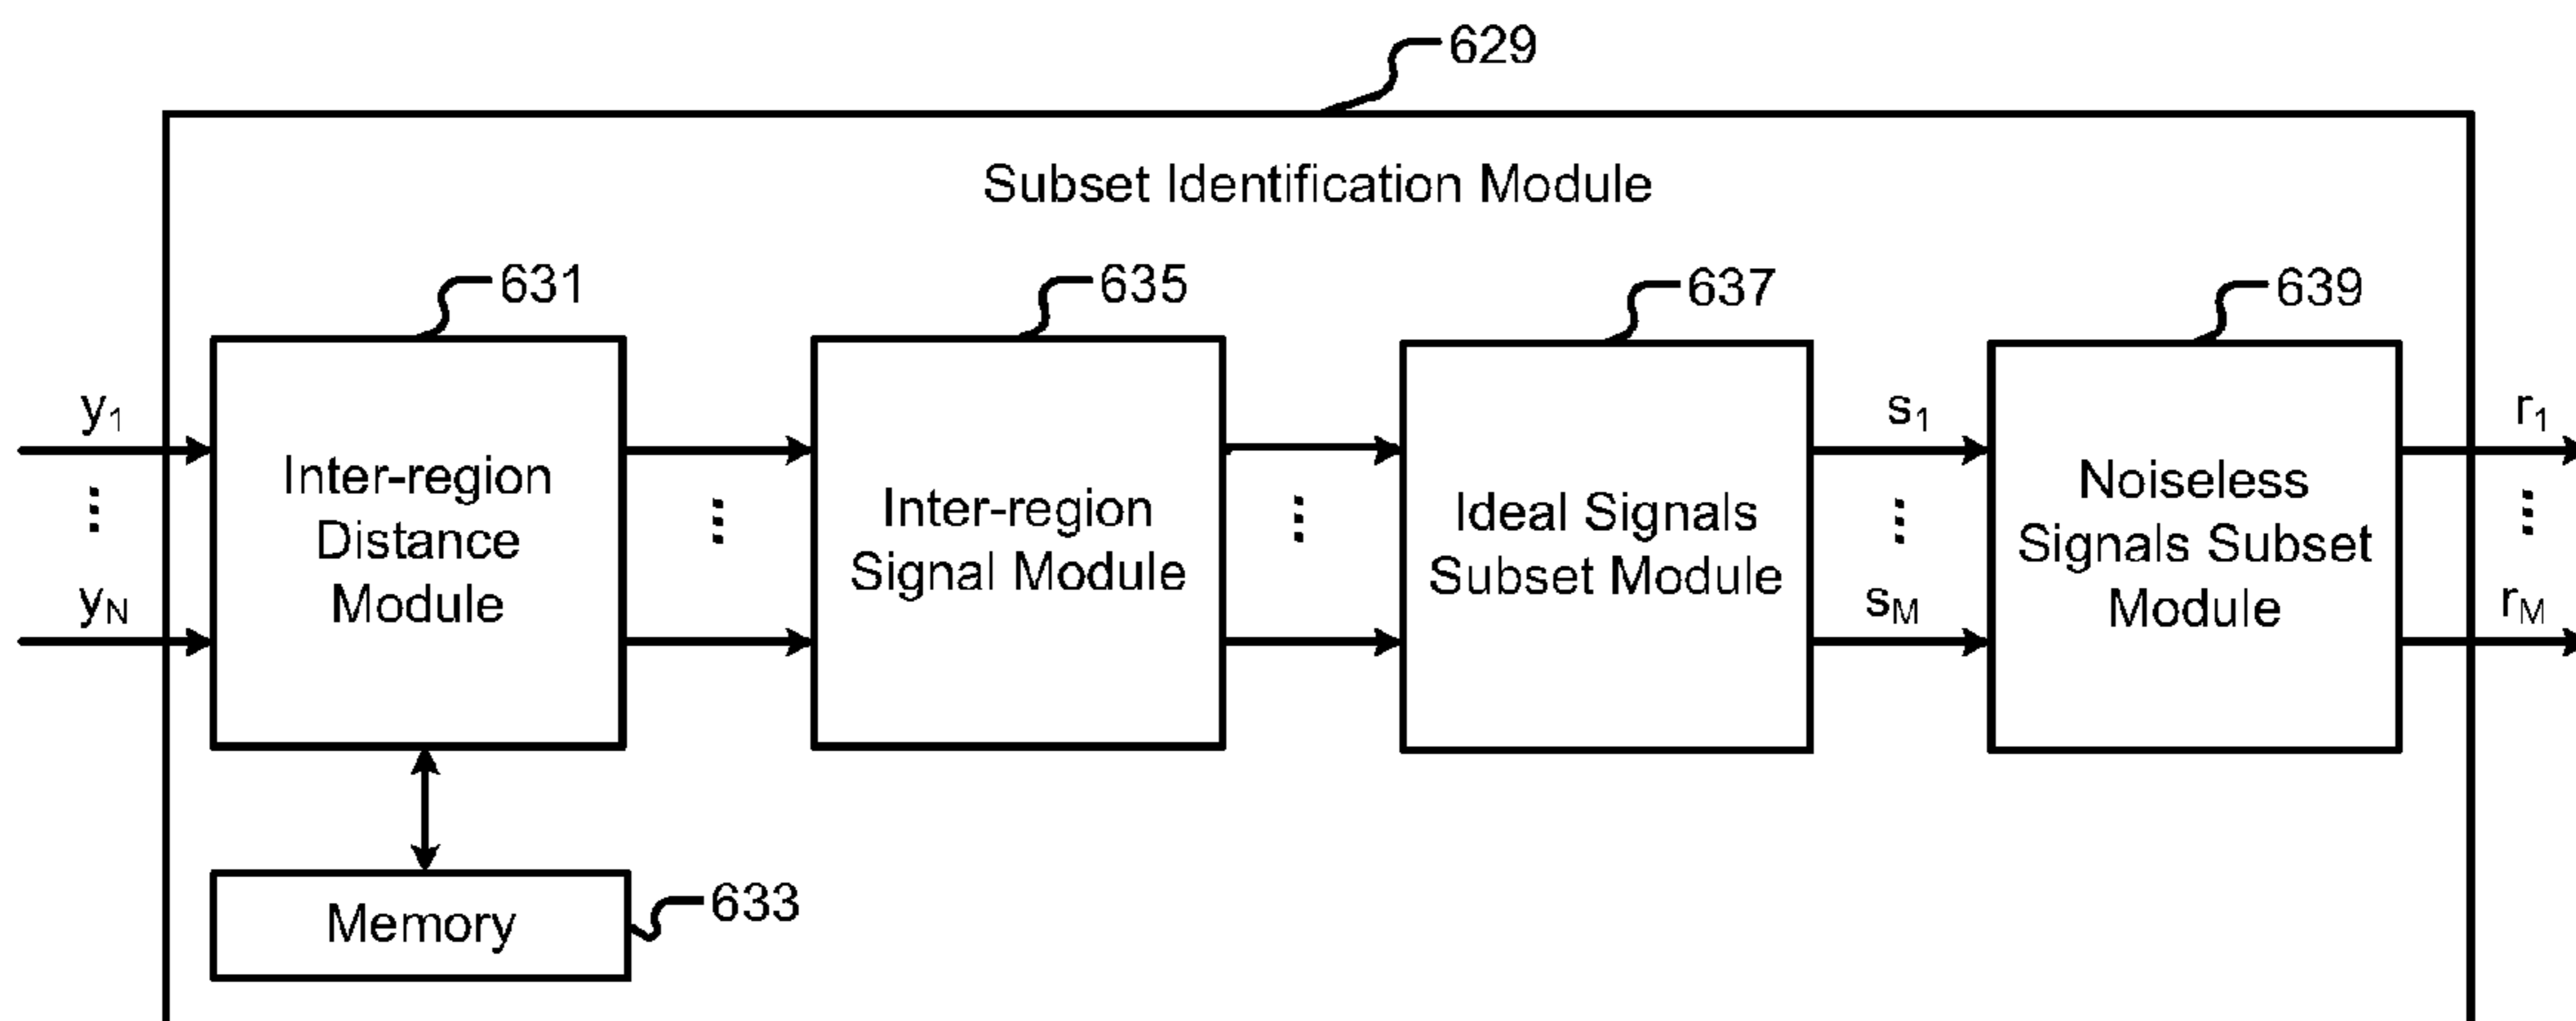 629
Subset Identification Module
631
635
637
639
y1
⋮
yN
Inter-region
Distance
Module
⋮
Inter-region
Signal Module
⋮
Ideal Signals
Subset Module
s1
⋮
sM
Noiseless
Signals Subset
Module
r1
⋮
rM
Memory
633